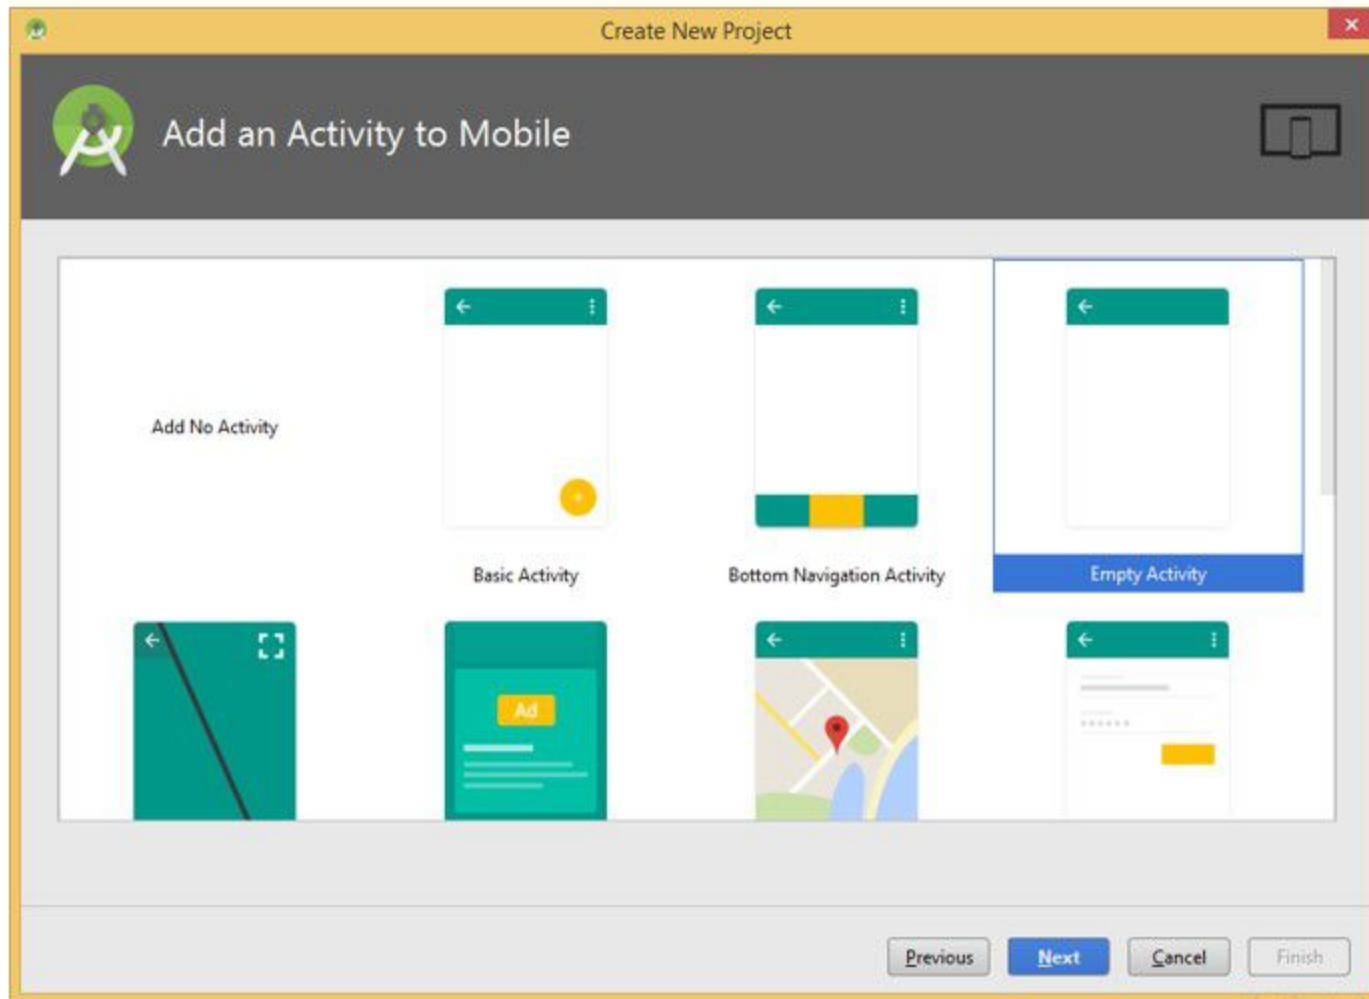 Create New Project
Add an Activity to Mobile
Add No Activity
Basic Activity
Bottom Navigation Activity
Empty Activity
Ad
Previous
Next
Cancel
Finish